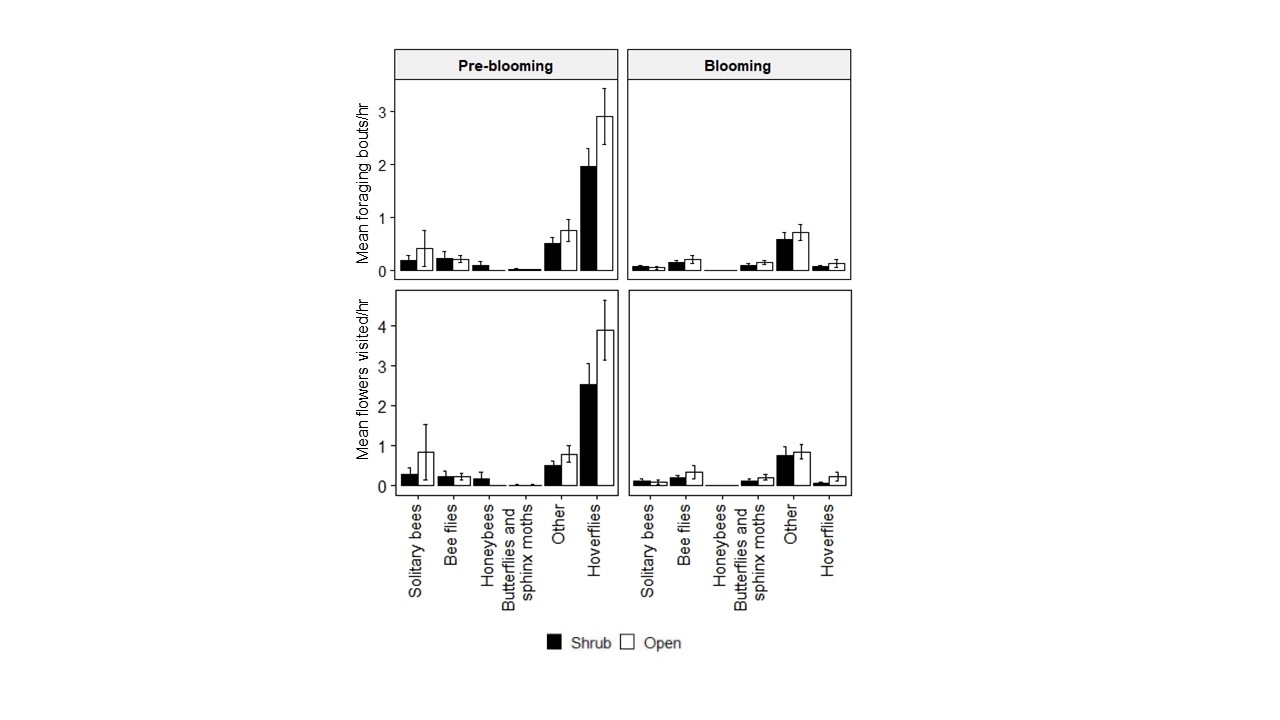 Pre-blooming
Blooming
Mean foraging bouts/hr
3
2
1
0
Mean flowers visited/hr
4
3
2
1
0
Solitary bees
Bee flies
Honeybees
Butterflies and
sphinx moths
Other
Hoverflies
Solitary bees
Bee flies
Honeybees
Butterflies and
sphinx moths
Other
Hoverflies
Shrub
Open